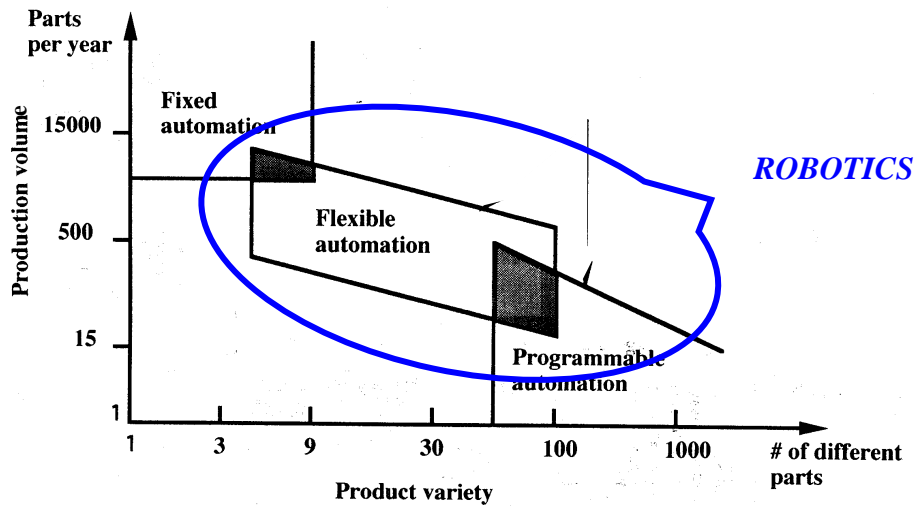 Parts
per year
Production volume
15000
500
15
1
Fixed
automation
Flexible
automation
Programmable
automation
ROBOTICS
1
3
9
30
100
1000
# of different
parts
Product variety